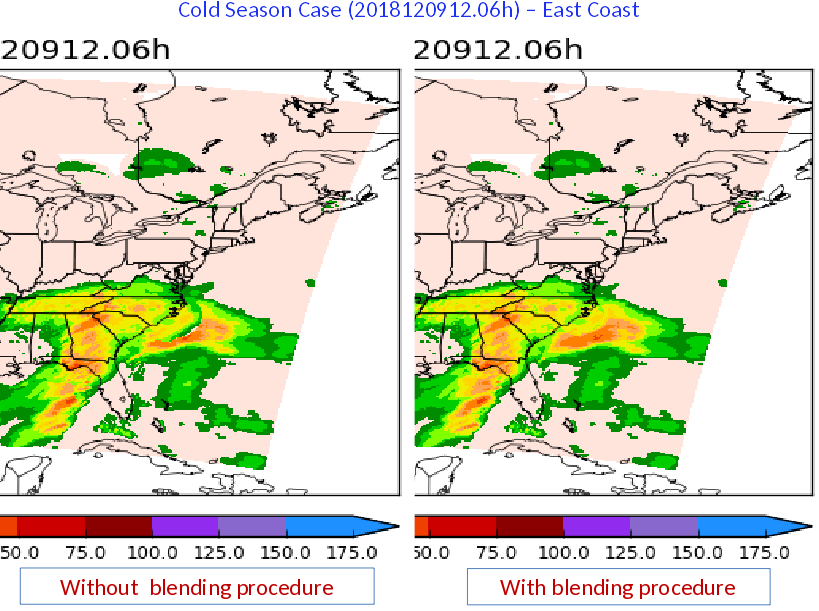 Cold Season Case (2018120912.06h) – East Coast
20912.06h 20912.06h
50.0 75.0 100.0 125.0 150.0 175.0 50.0 75.0 100.0 125.0 150.0 175.0
Without blending procedure With blending procedure